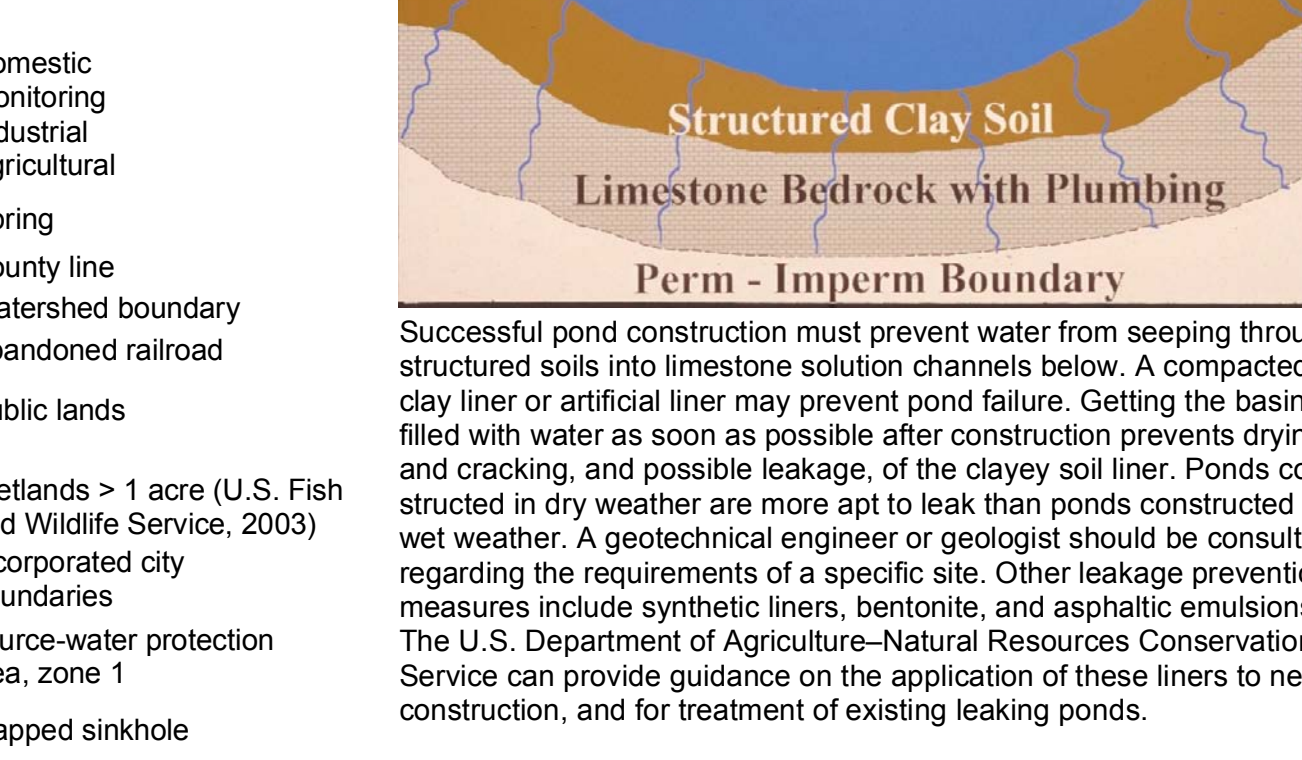 omestic
onitoring
dustrial
gricultural
oring
ounty line
atershed boundary
bandoned railroad
ublic lands
etlands > 1 acre (U.S. Fish
d Wildlife Service, 2003)
corporated city
undaries
urce-water protection
ea, zone 1
apped sinkhole
Structured Clay Soil
Limestone Bedrock with Plumbing
Perm - Imperm Boundary
Successful pond construction must prevent water from seeping throu
structured soils into limestone solution channels below. A compacted
clay liner or artificial liner may prevent pond failure. Getting the basin
filled with water as soon as possible after construction prevents dryin
and cracking, and possible leakage, of the clayey soil liner. Ponds co
structed in dry weather are more apt to leak than ponds constructed
wet weather. A geotechnical engineer or geologist should be consult
regarding the requirements of a specific site. Other leakage preventio
measures include synthetic liners, bentonite, and asphaltic emulsions
The U.S. Department of Agriculture–Natural Resources Conservation
Service can provide guidance on the application of these liners to ne
construction, and for treatment of existing leaking ponds.